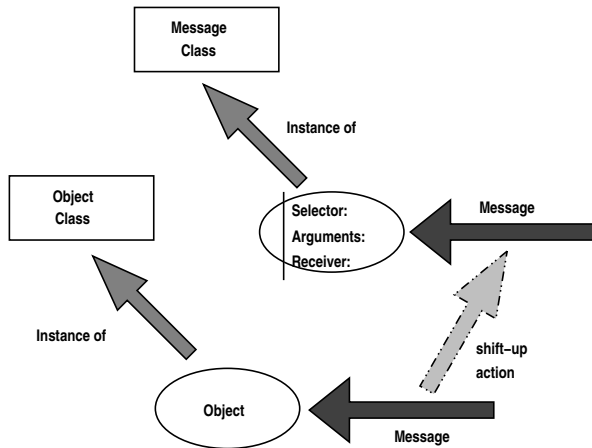 Message
Class
Instance of
Object
Class
Selector:
Arguments:
Receiver:
Message
Instance of
shift-up
action
Object
Message